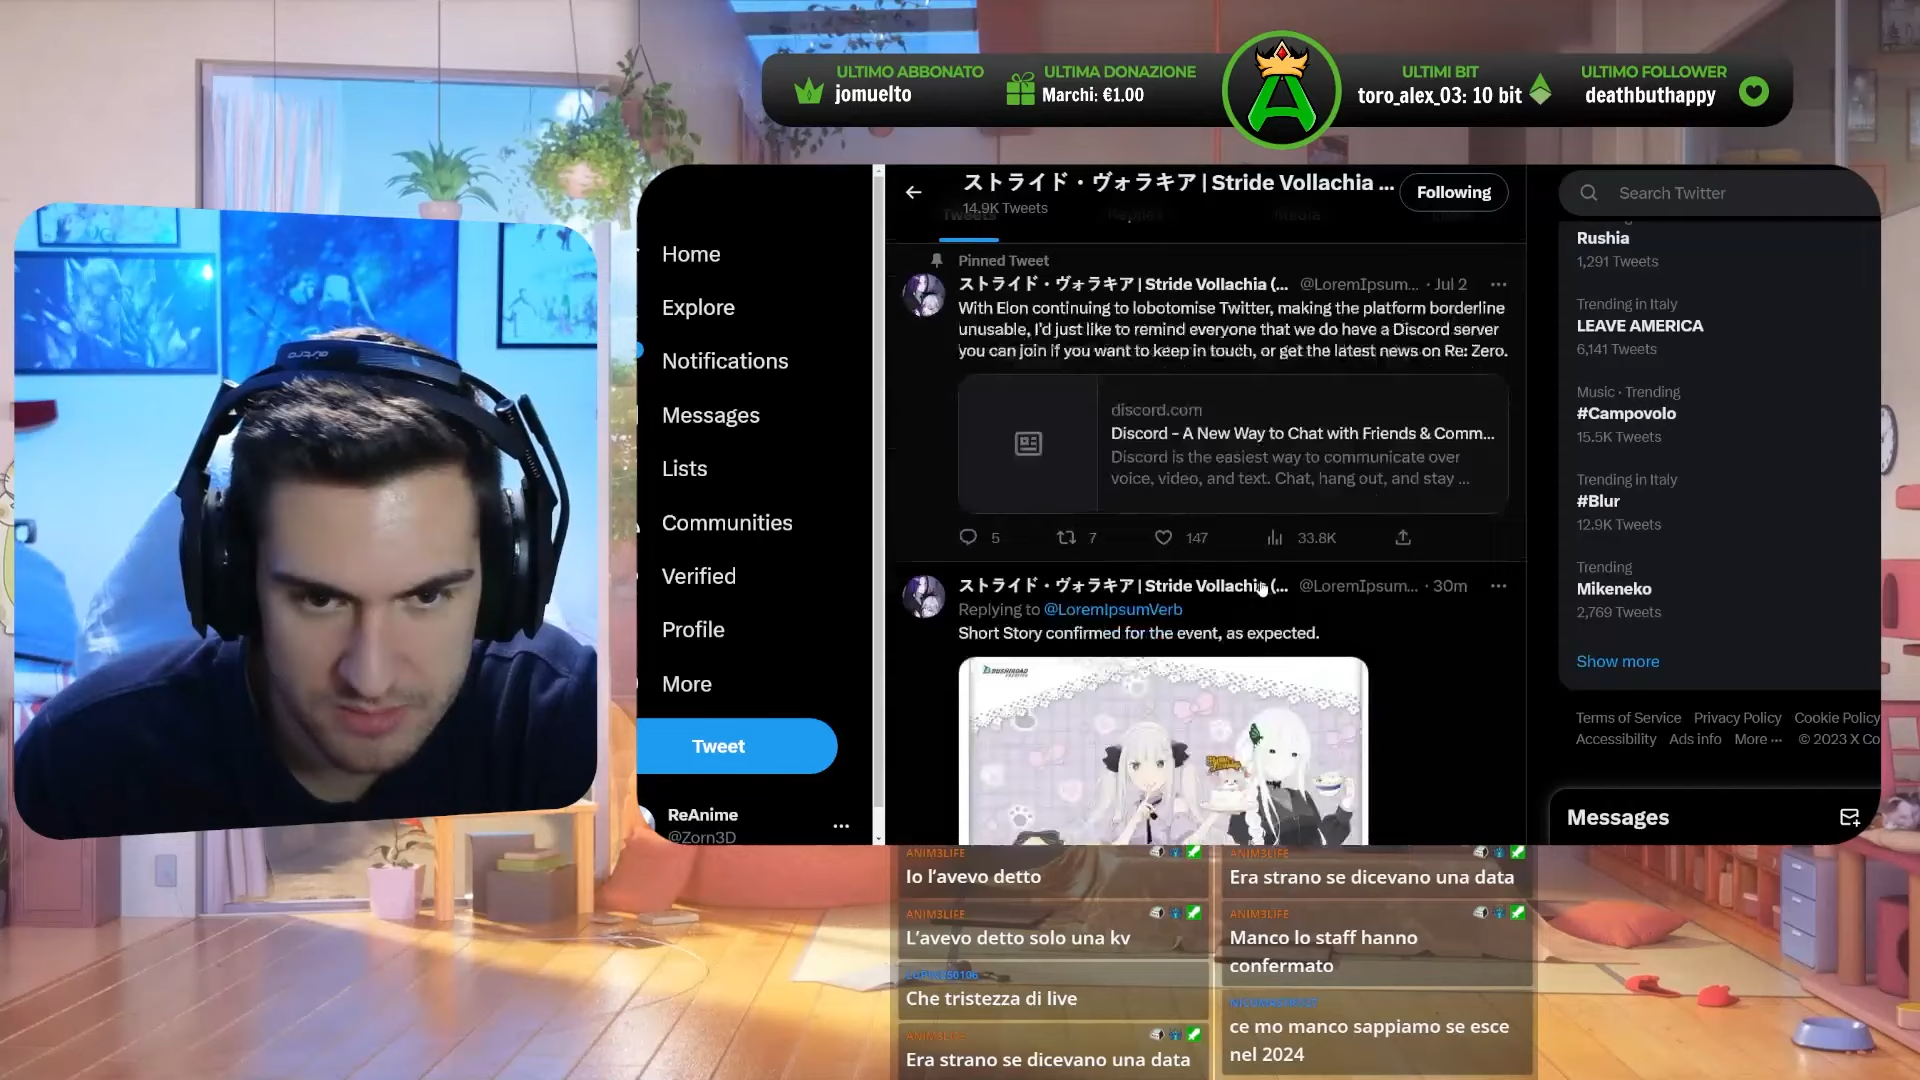 ULTIMO ABBONATO
jomuelto
ULTIMA DONAZIONE
Marchi: €1.00
A
ULTIMI BIT
toro_alex_03: 10 bit
ULTIMO FOLLOWER
deathbuthappy
Home
Explore
Notifications
Messages
Lists
Communities
Verified
Profile
More
Tweet
ReAnime
@Zorn3D
ストライド・ヴォラキア | Stride Vollachia ...
14.9K Tweets
Following
Tweets
Pinned Tweet
ストライド・ヴォラキア | Stride Vollachia (... @LoremIpsum... · Jul 2
With Elon continuing to lobotomise Twitter, making the platform borderline
unusable, I'd just like to remind everyone that we do have a Discord server
you can join if you want to keep in touch, or get the latest news on Re: Zero.
discord.com
Discord - A New Way to Chat with Friends & Comm...
Discord is the easiest way to communicate over
voice, video, and text. Chat, hang out, and stay ...
5 7 147 33.8K
ストライド・ヴォラキア | Stride Vollachia (... @LoremIpsum... · 30m
Replying to @LoremIpsumVerb
Short Story confirmed for the event, as expected.
BUSHIROAD
Search Twitter
Rushia
1,291 Tweets
Trending in Italy
LEAVE AMERICA
6,141 Tweets
Music · Trending
#Campovolo
15.5K Tweets
Trending in Italy
#Blur
12.9K Tweets
Trending
Mikeneko
2,769 Tweets
Show more
Terms of Service Privacy Policy Cookie Policy
Accessibility Ads info More ··· © 2023 X Co
Messages
ANIM3LIFE
Io l'avevo detto
ANIM3LIFE
L'avevo detto solo una kv
Che tristezza di live
ANIM3LIFE
Era strano se dicevano una data
ANIM3LIFE
Era strano se dicevano una data
ANIM3LIFE
Manco lo staff hanno
confermato
ce mo manco sappiamo se esce
nel 2024